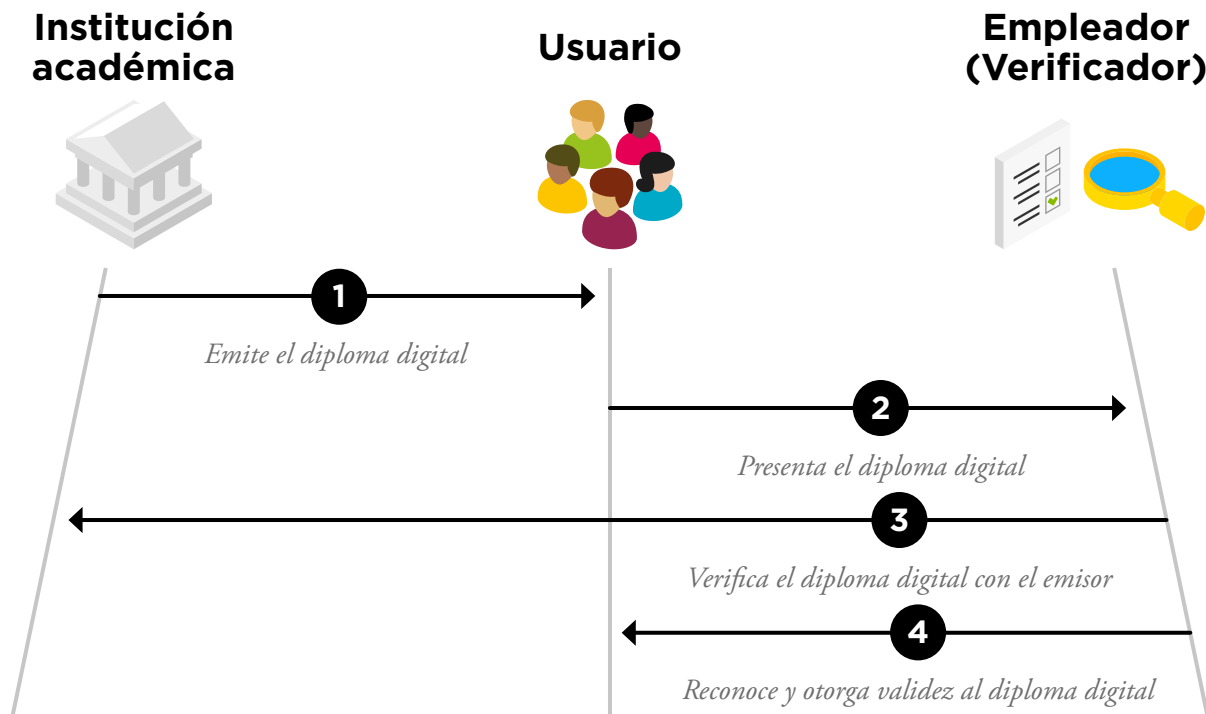 Institución
académica
Usuario
Empleador
(Verificador)
1
Emite el diploma digital
2
Presenta el diploma digital
3
Verifica el diploma digital con el emisor
4
Reconoce y otorga validez al diploma digital